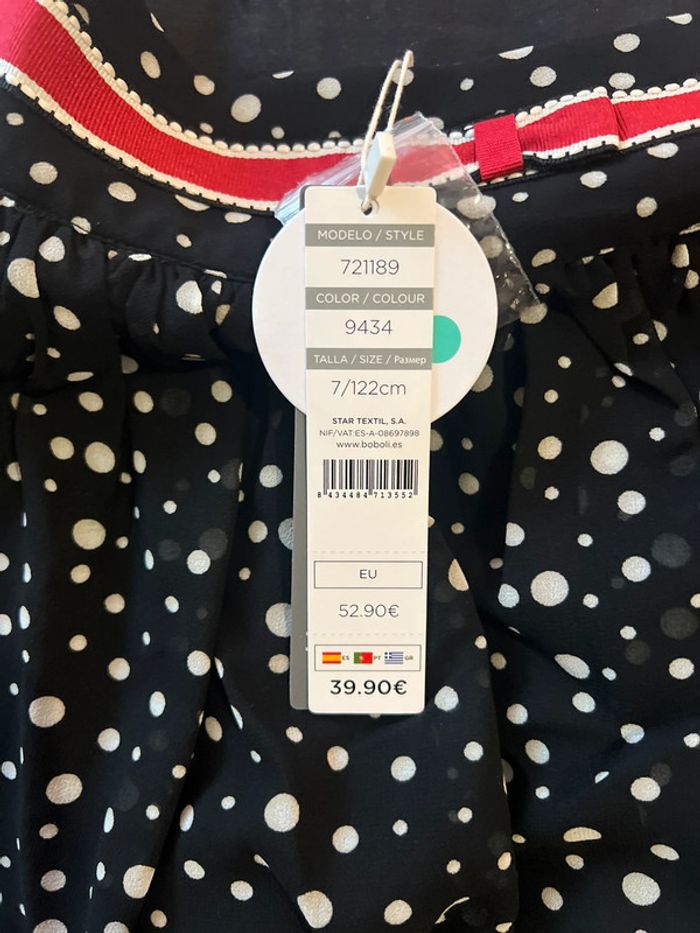 MODELO / STYLE
721189
COLOR / COLOUR
9434
TALLA / SIZE / Размер
7/122cm
STAR TEXTIL, S.A.
NIF/VAT:ES-A-08697898
www.boboli.es
8 434484 713552
EU
52.90€
ES PT GR
39.90€